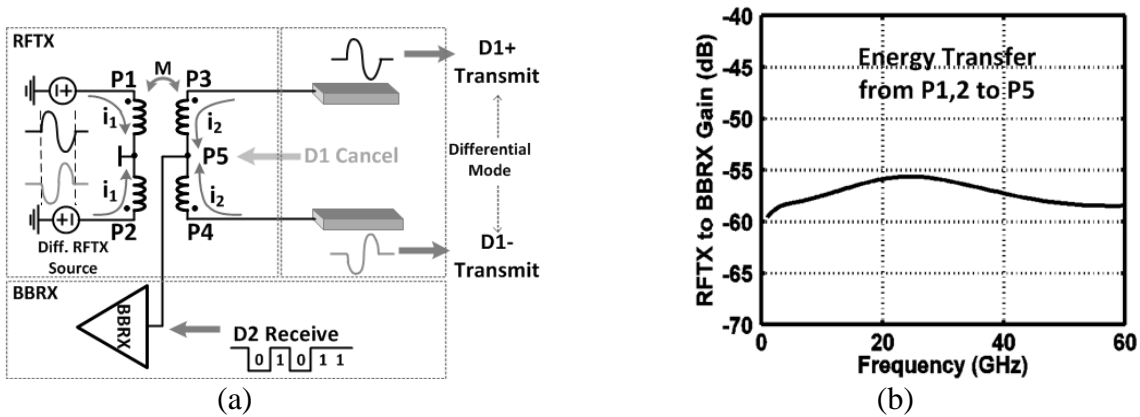 RFTX
P1
M
P3
i1
i2
P5
D1 Cancel
i1
i2
P2
P4
Diff. RFTX
Source
D1+
Transmit
Differential
Mode
D1-
Transmit
BBRX
BBRX
D2 Receive
0 1 0 1 1
(a)
RFTX to BBRX Gain (dB)
-40
-45
-50
-55
-60
-65
-70
Energy Transfer
from P1,2 to P5
0 20 40 60
Frequency (GHz)
(b)